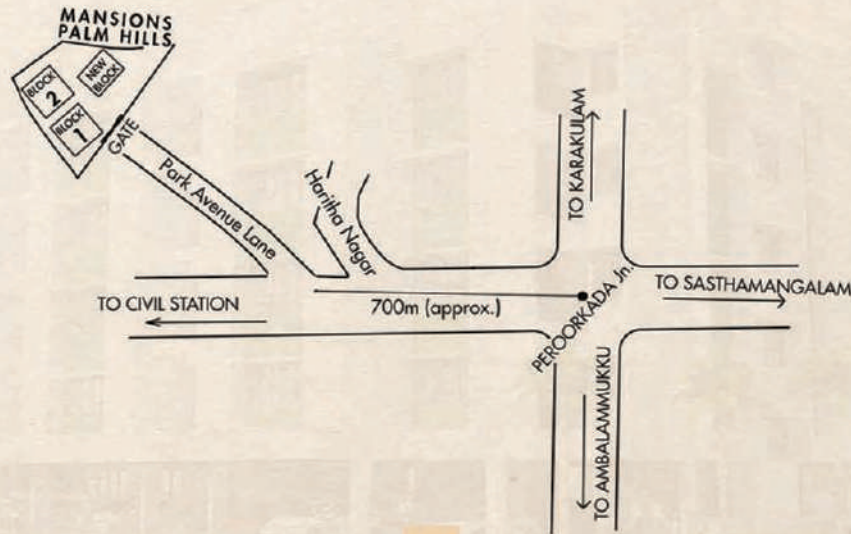 MANSIONS
PALM HILLS
BLOCK
2
NEW
BLOCK
BLOCK
1
GATE
Park Avenue Lane
Haritha Nagar
TO KARAKULAM
TO CIVIL STATION
700m (approx.)
PEROORKADA Jn.
TO SASTHAMANGALAM
TO AMBALAMMUKKU